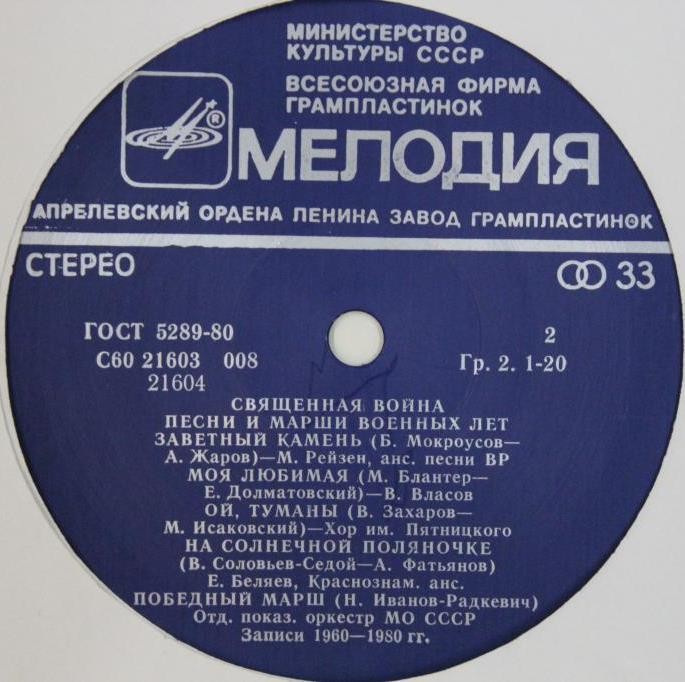 МИНИСТЕРСТВО
КУЛЬТУРЫ СССР
ВСЕСОЮЗНАЯ ФИРМА
ГРАМПЛАСТИНОК
®
МЕЛОДИЯ
АПРЕЛЕВСКИЙ ОРДЕНА ЛЕНИНА ЗАВОД ГРАМПЛАСТИНОК
СТЕРЕО 33
ГОСТ 5289-80 2
С60 21603 008 Гр. 2. 1-20
21604
СВЯЩЕННАЯ ВОЙНА
ПЕСНИ И МАРШИ ВОЕННЫХ ЛЕТ
ЗАВЕТНЫЙ КАМЕНЬ (Б. Мокроусов—
А. Жаров)—М. Рейзен, анс. песни ВР
МОЯ ЛЮБИМАЯ (М. Блантер—
Е. Долматовский)—В. Власов
ОЙ, ТУМАНЫ (В. Захаров—
М. Исаковский)—Хор им. Пятницкого
НА СОЛНЕЧНОЙ ПОЛЯНОЧКЕ
(В. Соловьев-Седой—А. Фатьянов)
Е. Беляев, Краснознам. анс.
ПОБЕДНЫЙ МАРШ (Н. Иванов-Радкевич)
Отд. показ. оркестр МО СССР
Записи 1960—1980 гг.